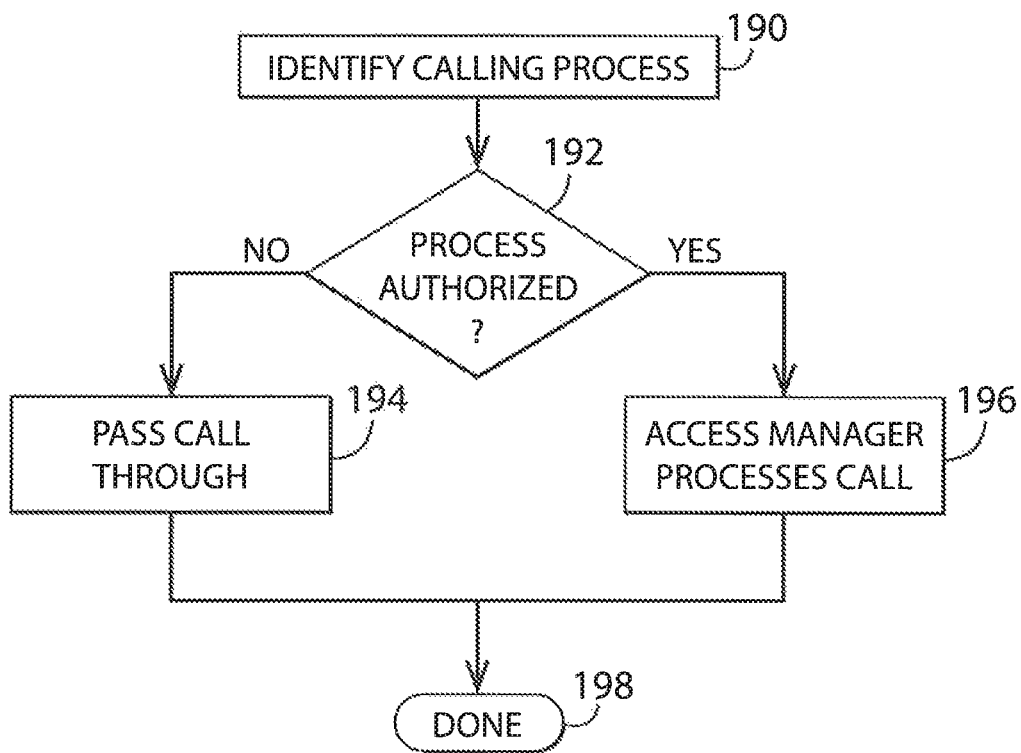 190
IDENTIFY CALLING PROCESS
192
NO
PROCESS
AUTHORIZED
?
YES
194
PASS CALL
THROUGH
196
ACCESS MANAGER
PROCESSES CALL
198
DONE